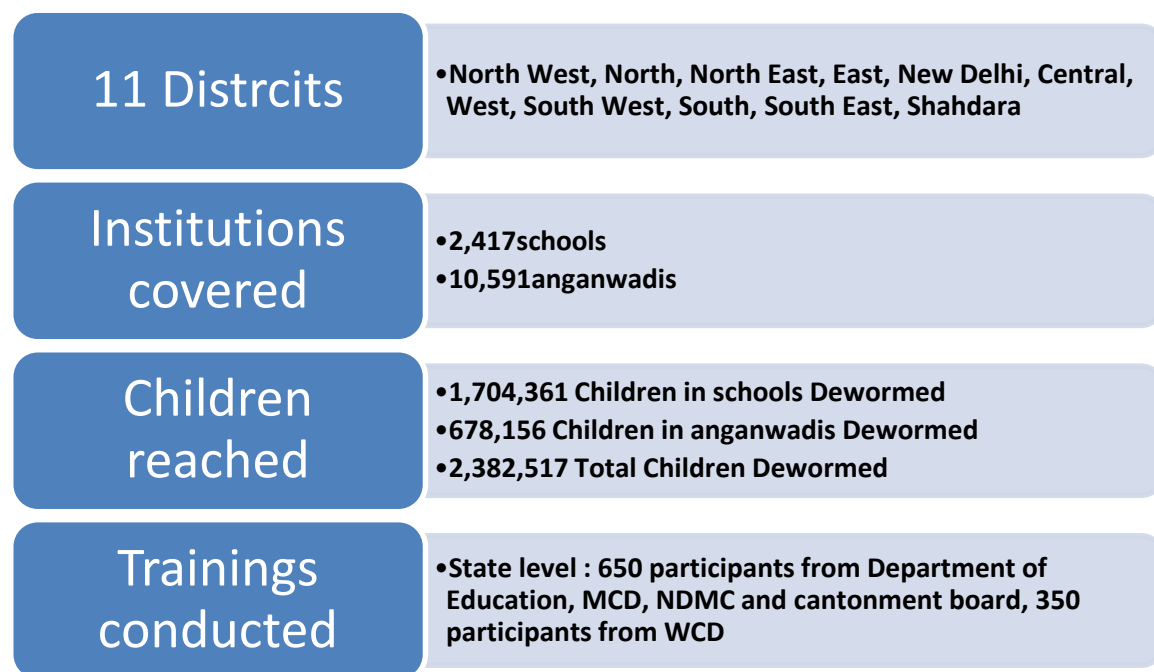 11 Distrcits
•North West, North, North East, East, New Delhi, Central,
West, South West, South, South East, Shahdara
Institutions
covered
•2,417schools
•10,591anganwadis
Children
reached
•1,704,361 Children in schools Dewormed
•678,156 Children in anganwadis Dewormed
•2,382,517 Total Children Dewormed
Trainings
conducted
•State level : 650 participants from Department of
Education, MCD, NDMC and cantonment board, 350
participants from WCD